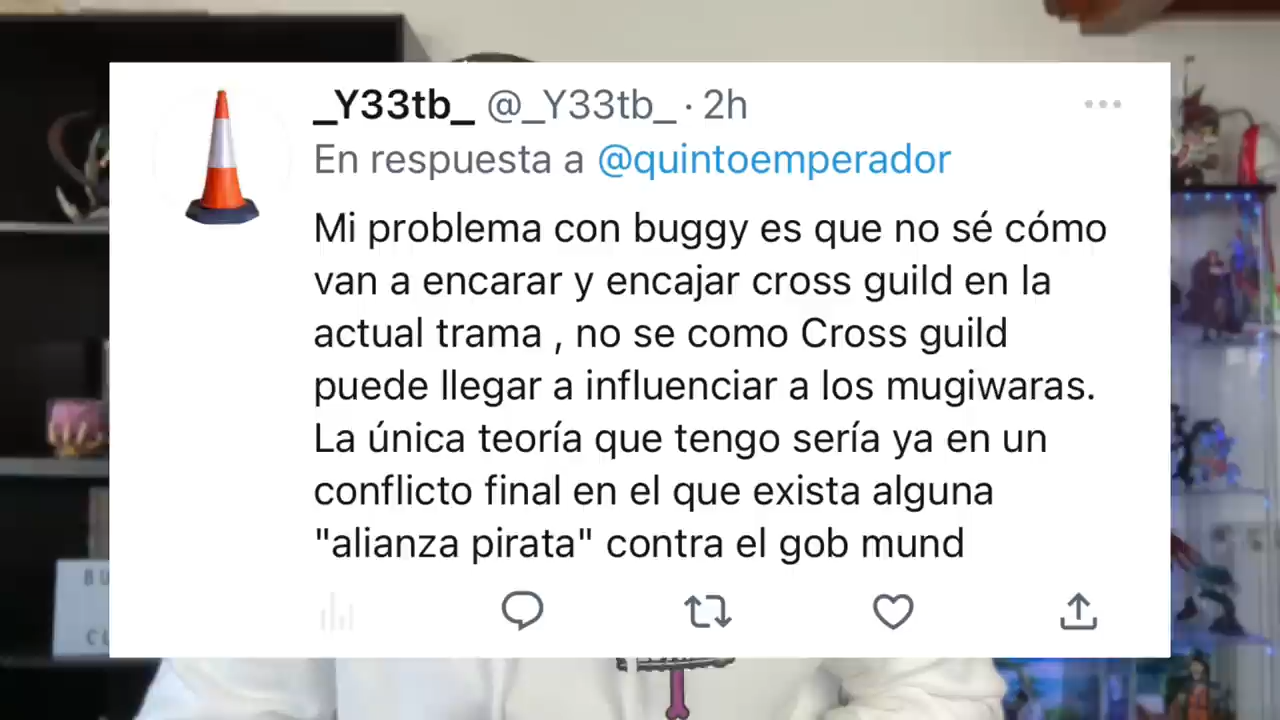 _Y33tb_ @_Y33tb_ · 2h
En respuesta a @quintoemperador
Mi problema con buggy es que no sé cómo
van a encarar y encajar cross guild en la
actual trama , no se como Cross guild
puede llegar a influenciar a los mugiwaras.
La única teoría que tengo sería ya en un
conflicto final en el que exista alguna
"alianza pirata" contra el gob mund